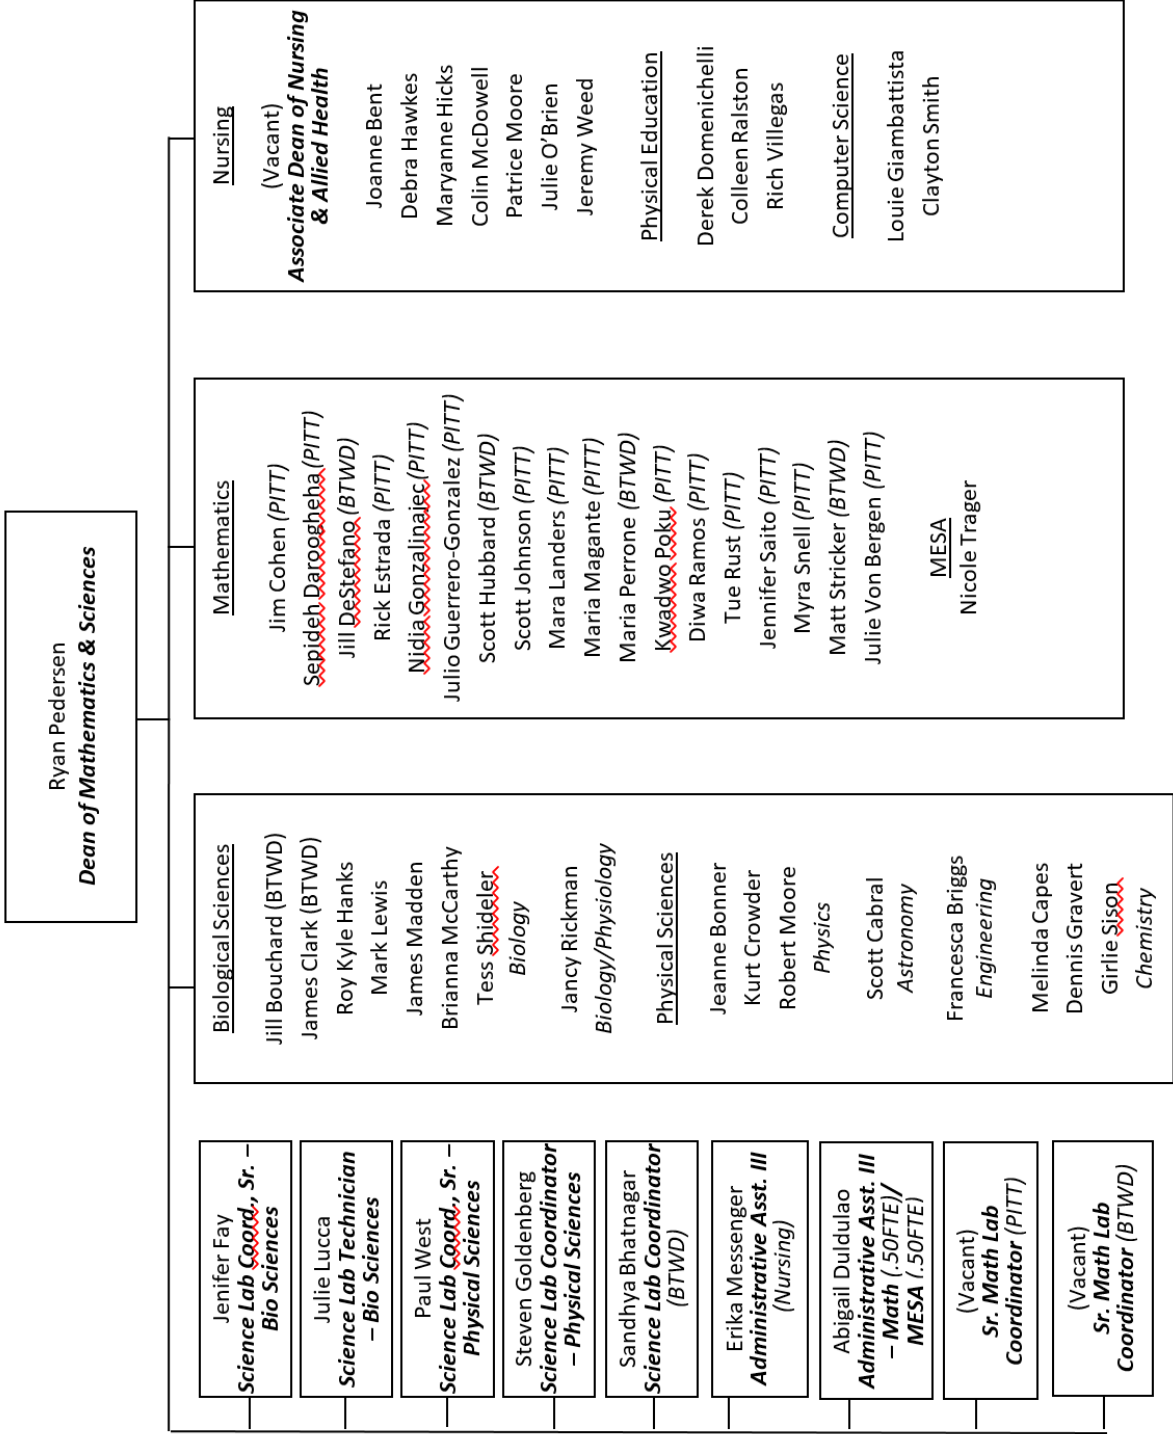 Ryan Pedersen
Dean of Mathematics & Sciences
Jenifer Fay
Science Lab Coord., Sr. –
Bio Sciences
Julie Lucca
Science Lab Technician
– Bio Sciences
Paul West
Science Lab Coord., Sr. –
Physical Sciences
Steven Goldenberg
Science Lab Coordinator
– Physical Sciences
Sandhya Bhatnagar
Science Lab Coordinator
(BTWD)
Erika Messenger
Administrative Asst. III
(Nursing)
Abigail Duldulao
Administrative Asst. III
– Math (.50FTE)/
MESA (.50FTE)
(Vacant)
Sr. Math Lab
Coordinator (PITT)
(Vacant)
Sr. Math Lab
Coordinator (BTWD)
Biological Sciences
Jill Bouchard (BTWD)
James Clark (BTWD)
Roy Kyle Hanks
Mark Lewis
James Madden
Brianna McCarthy
Tess Shideler
Biology
Jancy Rickman
Biology/Physiology
Physical Sciences
Jeanne Bonner
Kurt Crowder
Robert Moore
Physics
Scott Cabral
Astronomy
Francesca Briggs
Engineering
Melinda Capes
Dennis Gravert
Girlie Sison
Chemistry
Mathematics
Jim Cohen (PITT)
Sepideh Daroogheha (PITT)
Jill DeStefano (BTWD)
Rick Estrada (PITT)
Nidia Gonzalinajec (PITT)
Julio Guerrero-Gonzalez (PITT)
Scott Hubbard (BTWD)
Scott Johnson (PITT)
Mara Landers (PITT)
Maria Magante (PITT)
Maria Perrone (BTWD)
Kwadwo Poku (PITT)
Diwa Ramos (PITT)
Tue Rust (PITT)
Jennifer Saito (PITT)
Myra Snell (PITT)
Matt Stricker (BTWD)
Julie Von Bergen (PITT)
MESA
Nicole Trager
Nursing
(Vacant)
Associate Dean of Nursing
& Allied Health
Joanne Bent
Debra Hawkes
Maryanne Hicks
Colin McDowell
Patrice Moore
Julie O’Brien
Jeremy Weed
Physical Education
Derek Domenichelli
Colleen Ralston
Rich Villegas
Computer Science
Louie Giambattista
Clayton Smith